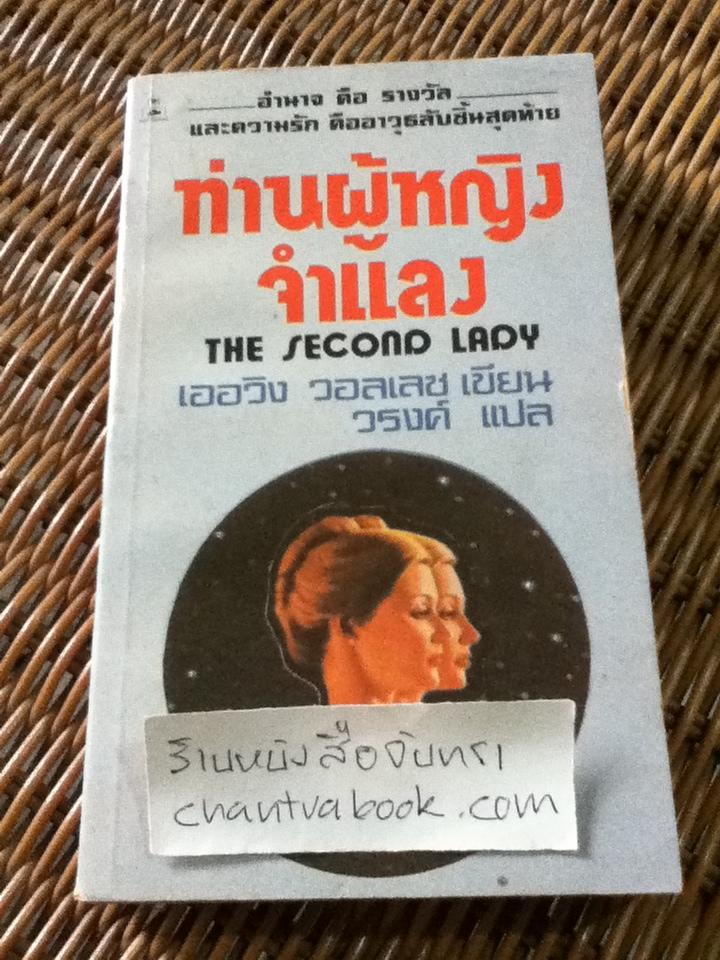 อำนาจ คือ รางวัล
และความรัก คืออาวุธลับชิ้นสุดท้าย
ท่านผู้หญิง
จำแลง
THE SECOND LADY
เออวิง วอลเลซ เขียน
วรงค์ แปล
ร้านหนังสือจันทรา
chantrabook.com